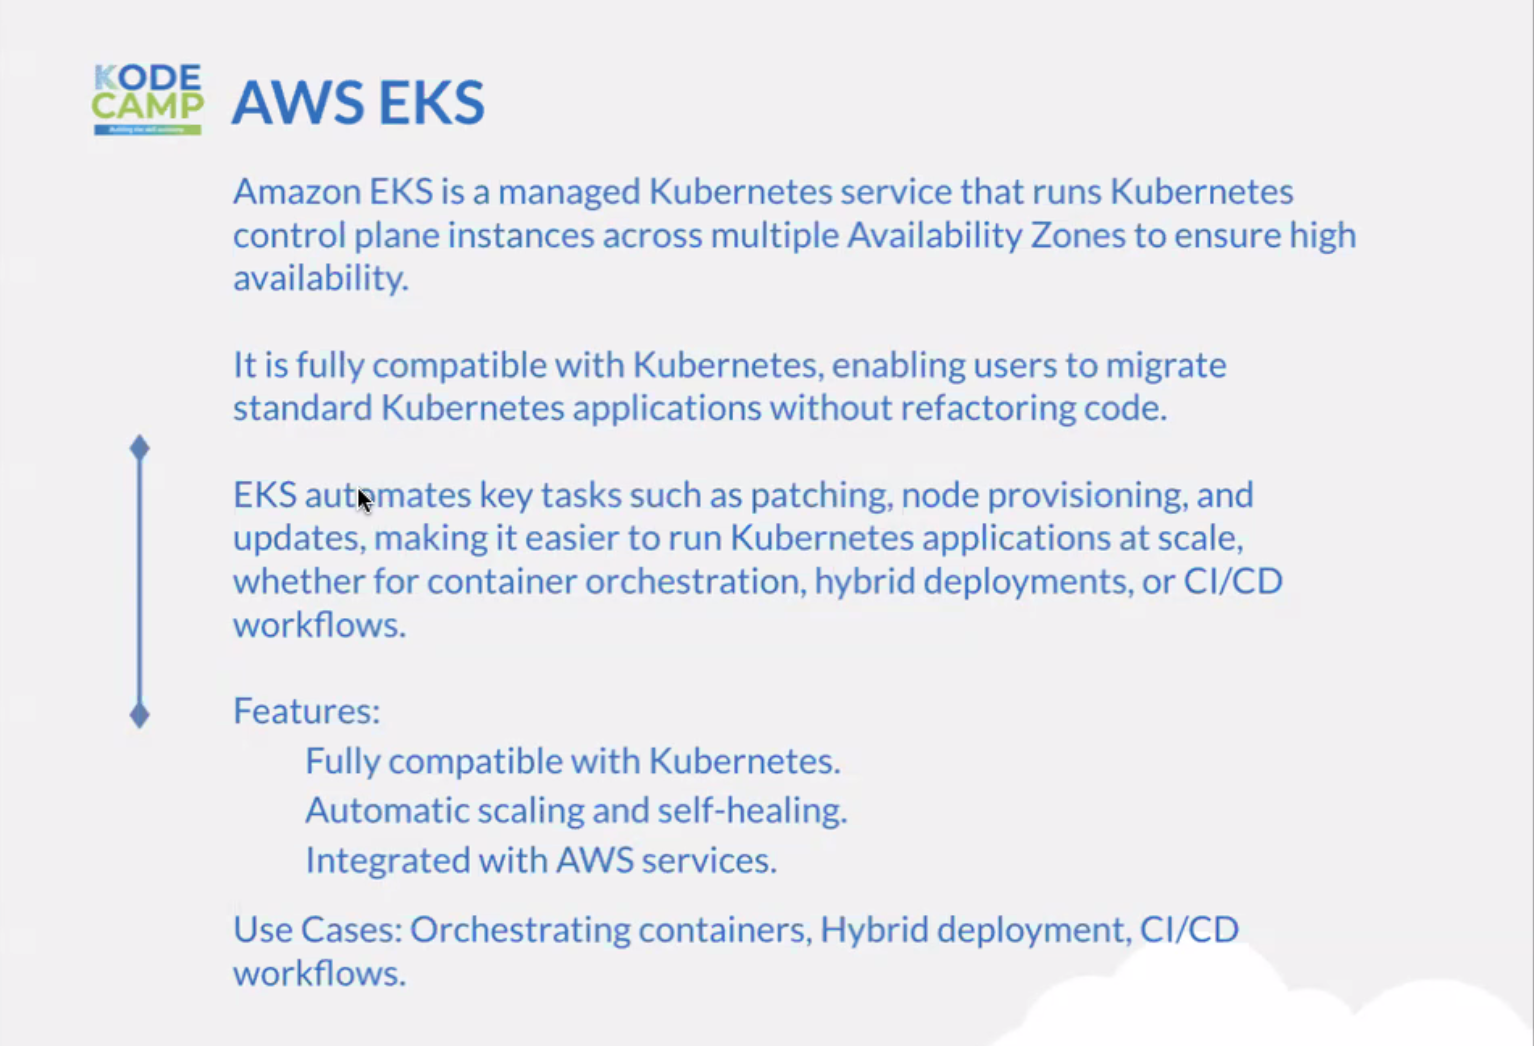 KODE
CAMP
AWS EKS
Amazon EKS is a managed Kubernetes service that runs Kubernetes
control plane instances across multiple Availability Zones to ensure high
availability.
It is fully compatible with Kubernetes, enabling users to migrate
standard Kubernetes applications without refactoring code.
EKS automates key tasks such as patching, node provisioning, and
updates, making it easier to run Kubernetes applications at scale,
whether for container orchestration, hybrid deployments, or CI/CD
workflows.
Features:
Fully compatible with Kubernetes.
Automatic scaling and self-healing.
Integrated with AWS services.
Use Cases: Orchestrating containers, Hybrid deployment, CI/CD
workflows.